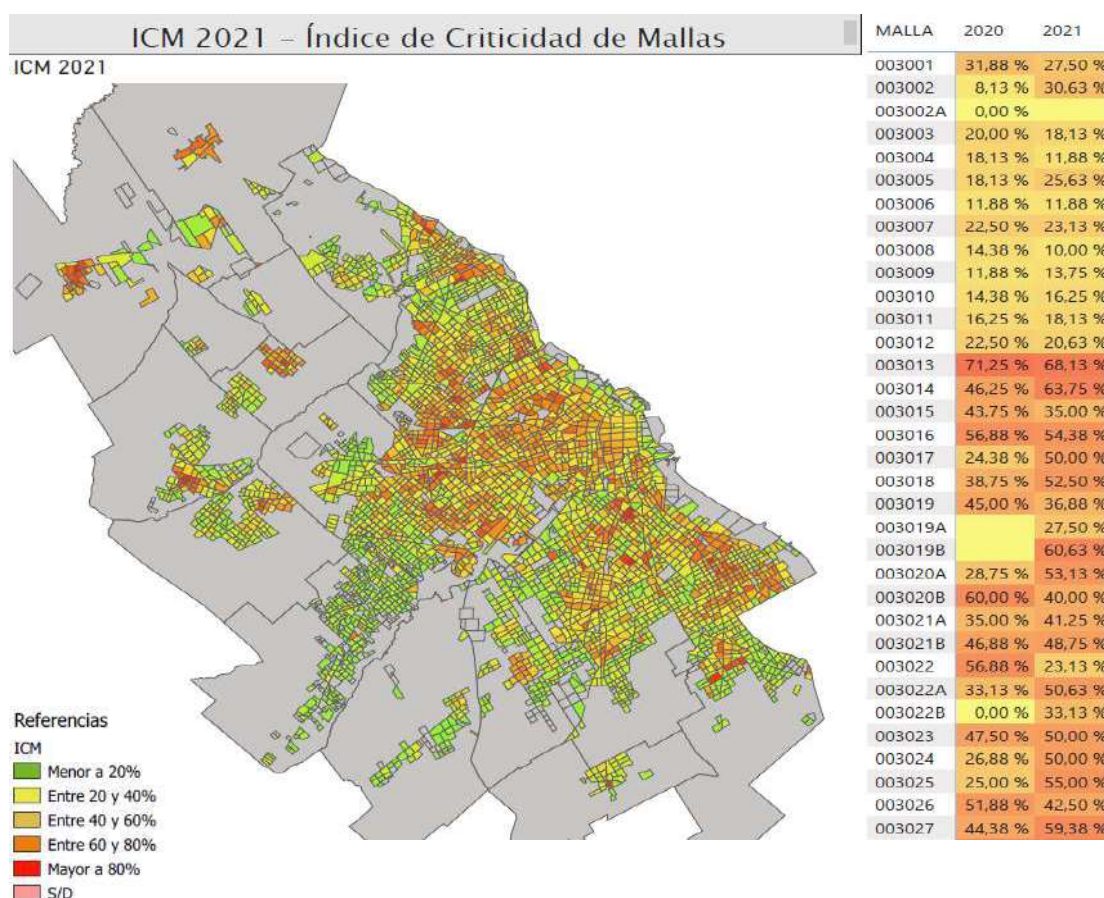 ICM 2021 – Índice de Criticidad de Mallas
ICM 2021
Referencias
ICM
Menor a 20%
Entre 20 y 40%
Entre 40 y 60%
Entre 60 y 80%
Mayor a 80%
S/D
MALLA 2020 2021
003001 31,88 % 27,50 %
003002 8,13 % 30,63 %
003002A 0,00 %
003003 20,00 % 18,13 %
003004 18,13 % 11,88 %
003005 18,13 % 25,63 %
003006 11,88 % 11,88 %
003007 22,50 % 23,13 %
003008 14,38 % 10,00 %
003009 11,88 % 13,75 %
003010 14,38 % 16,25 %
003011 16,25 % 18,13 %
003012 22,50 % 20,63 %
003013 71,25 % 68,13 %
003014 46,25 % 63,75 %
003015 43,75 % 35,00 %
003016 56,88 % 54,38 %
003017 24,38 % 50,00 %
003018 38,75 % 52,50 %
003019 45,00 % 36,88 %
003019A 27,50 %
003019B 60,63 %
003020A 28,75 % 53,13 %
003020B 60,00 % 40,00 %
003021A 35,00 % 41,25 %
003021B 46,88 % 48,75 %
003022 56,88 % 23,13 %
003022A 33,13 % 50,63 %
003022B 0,00 % 33,13 %
003023 47,50 % 50,00 %
003024 26,88 % 50,00 %
003025 25,00 % 55,00 %
003026 51,88 % 42,50 %
003027 44,38 % 59,38 %